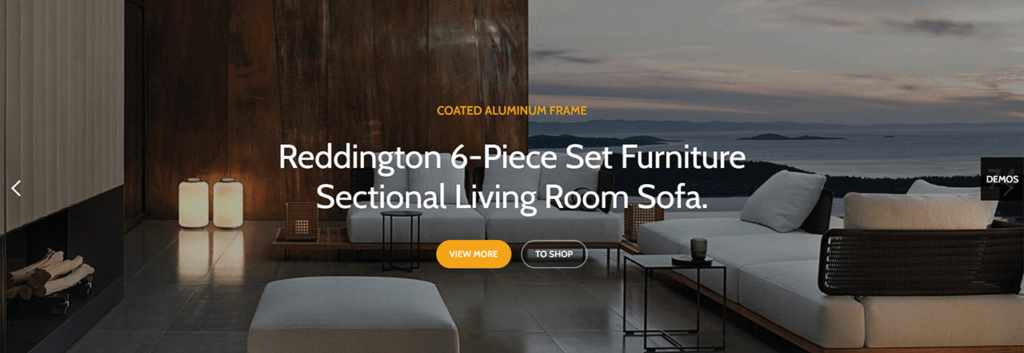 COATED ALUMINUM FRAME
Reddington 6-Piece Set Furniture
Sectional Living Room Sofa.
VIEW MORE
TO SHOP
DEMOS